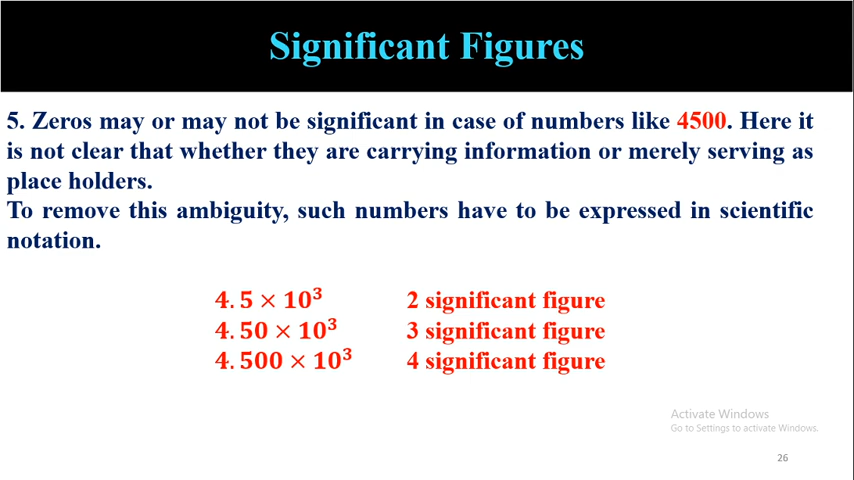 Significant Figures
5. Zeros may or may not be significant in case of numbers like 4500. Here it
is not clear that whether they are carrying information or merely serving as
place holders.
To remove this ambiguity, such numbers have to be expressed in scientific
notation.
4.5 × 10³ 2 significant figure
4.50 × 10³ 3 significant figure
4.500 × 10³ 4 significant figure
Activate Windows
Go to Settings to activate Windows.
26